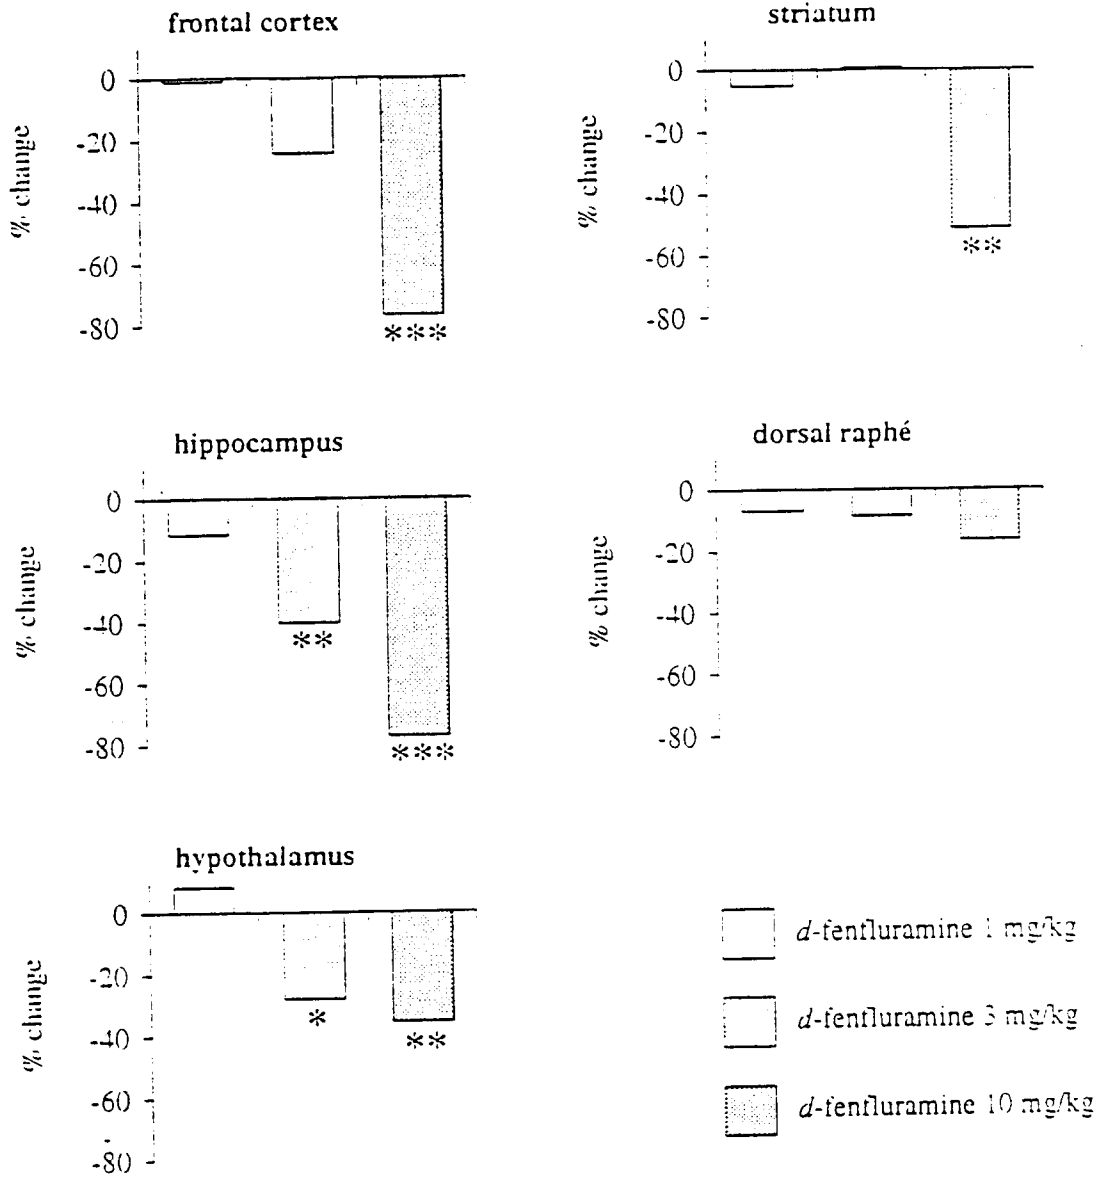 frontal cortex
% change
0
-20
-40
-60
-80
***
striatum
% change
0
-20
-40
-60
-80
**
hippocampus
% change
0
-20
-40
-60
-80
**
***
dorsal raphé
% change
0
-20
-40
-60
-80
hypothalamus
% change
0
-20
-40
-60
-80
*
**
d-fenfluramine 1 mg/kg
d-fenfluramine 3 mg/kg
d-fenfluramine 10 mg/kg